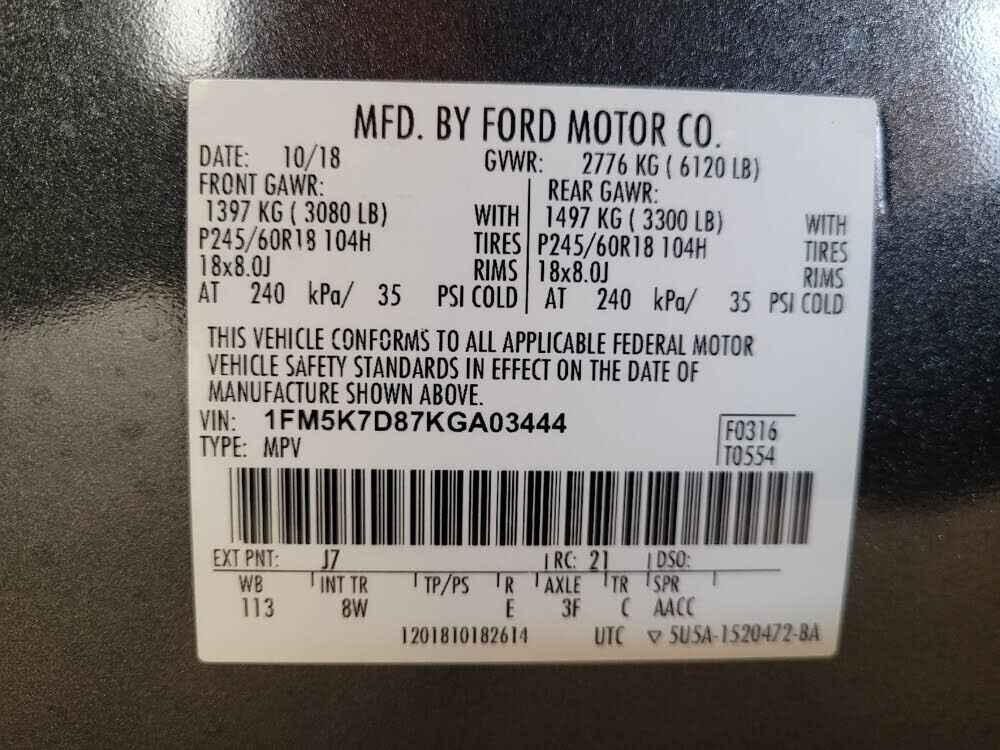 MFD. BY FORD MOTOR CO.
DATE: 10/18 GVWR: 2776 KG ( 6120 LB)
FRONT GAWR: REAR GAWR:
1397 KG ( 3080 LB) WITH 1497 KG ( 3300 LB) WITH
P245/60R18 104H TIRES P245/60R18 104H TIRES
18x8.0J RIMS 18x8.0J RIMS
AT 240 kPa/ 35 PSI COLD AT 240 kPa/ 35 PSI COLD
THIS VEHICLE CONFORMS TO ALL APPLICABLE FEDERAL MOTOR
VEHICLE SAFETY STANDARDS IN EFFECT ON THE DATE OF
MANUFACTURE SHOWN ABOVE.
VIN: 1FM5K7D87KGA03444 F0316
TYPE: MPV T0554
EXT PNT: J7 RC: 21 DSO:
WB INT TR TP/PS R AXLE TR SPR
113 8W E 3F C AACC
1201810182614 UTC ▽ 5U5A-1520472-BA